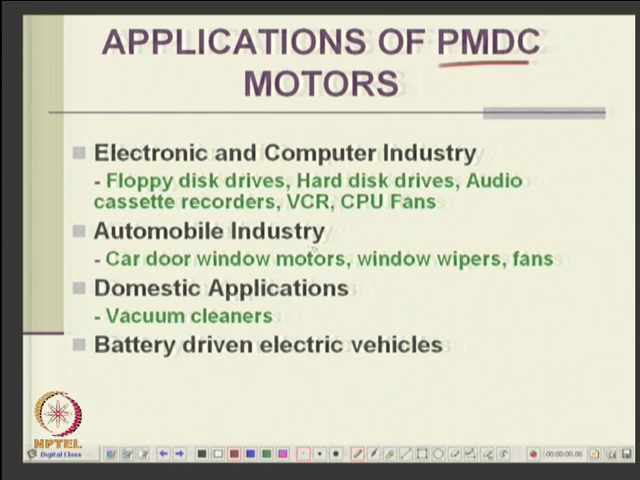 APPLICATIONS OF PMDC
MOTORS
Electronic and Computer Industry
- Floppy disk drives, Hard disk drives, Audio
cassette recorders, VCR, CPU Fans
Automobile Industry
- Car door window motors, window wipers, fans
Domestic Applications
- Vacuum cleaners
Battery driven electric vehicles
NPTEL
Digital Class
00:00:00.00